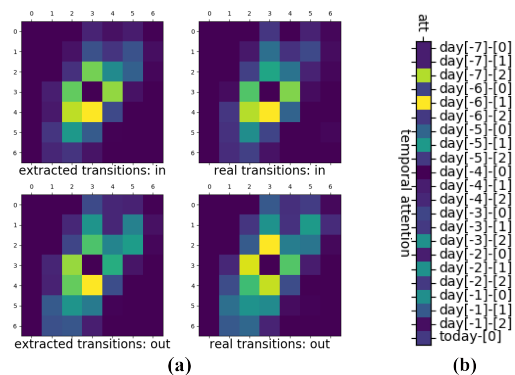 0 1 2 3 4 5 6
0
1
2
3
4
5
6
extracted transitions: in
0 1 2 3 4 5 6
0
1
2
3
4
5
6
real transitions: in
0 1 2 3 4 5 6
0
1
2
3
4
5
6
extracted transitions: out
0 1 2 3 4 5 6
0
1
2
3
4
5
6
real transitions: out
(a)
att
temporal attention
day[-7]-[0]
day[-7]-[1]
day[-7]-[2]
day[-6]-[0]
day[-6]-[1]
day[-6]-[2]
day[-5]-[0]
day[-5]-[1]
day[-5]-[2]
day[-4]-[0]
day[-4]-[1]
day[-4]-[2]
day[-3]-[0]
day[-3]-[1]
day[-3]-[2]
day[-2]-[0]
day[-2]-[1]
day[-2]-[2]
day[-1]-[0]
day[-1]-[1]
day[-1]-[2]
today-[0]
(b)